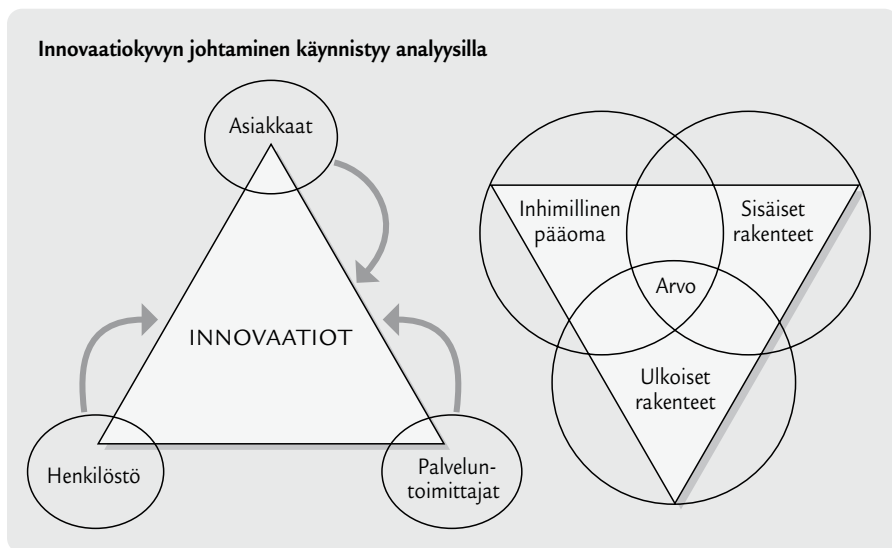 Innovaatiokyvyn johtaminen käynnistyy analyysilla
Asiakkaat
INNOVAATIOT
Henkilöstö
Palvelun-
toimittajat
Inhimillinen
pääoma
Sisäiset
rakenteet
Arvo
Ulkoiset
rakenteet